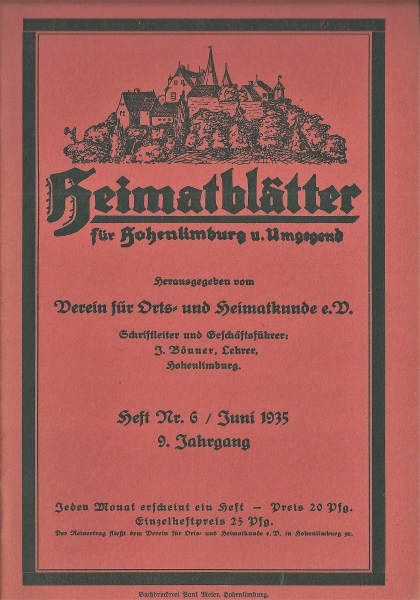 Heimatblätter
für Hohenlimburg u. Umgegend
Herausgegeben vom
Verein für Orts- und Heimatkunde e.V.
Schriftleiter und Geschäftsführer:
J. Bönner, Lehrer,
Hohenlimburg.
Heft Nr. 6 / Juni 1935
9. Jahrgang
Jeden Monat erscheint ein Heft — Preis 20 Pfg.
Einzelheftpreis 25 Pfg.
Der Reinertrag fließt dem Verein für Orts- und Heimatkunde e.V. in Hohenlimburg zu.
Buchdruckerei Paul Meier, Hohenlimburg.